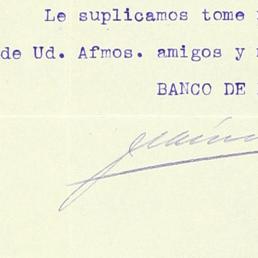 Le suplicamos tome
de Ud. Afmos. amigos y
BANCO DE